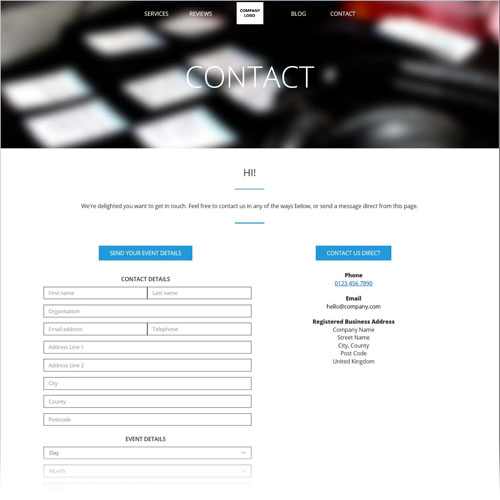 SERVICES
REVIEWS
COMPANY
LOGO
BLOG
CONTACT
CONTACT
HI!
We're delighted you want to get in touch. Feel free to contact us in any of the ways below, or send a message direct from this page.
SEND YOUR EVENT DETAILS
CONTACT DETAILS
First name
Last name
Organisation
Email address
Telephone
Address Line 1
Address Line 2
City
County
Postcode
EVENT DETAILS
Day
Month
CONTACT US DIRECT
Phone
0123 456 7890
Email
hello@company.com
Registered Business Address
Company Name
Street Name
City, County
Post Code
United Kingdom